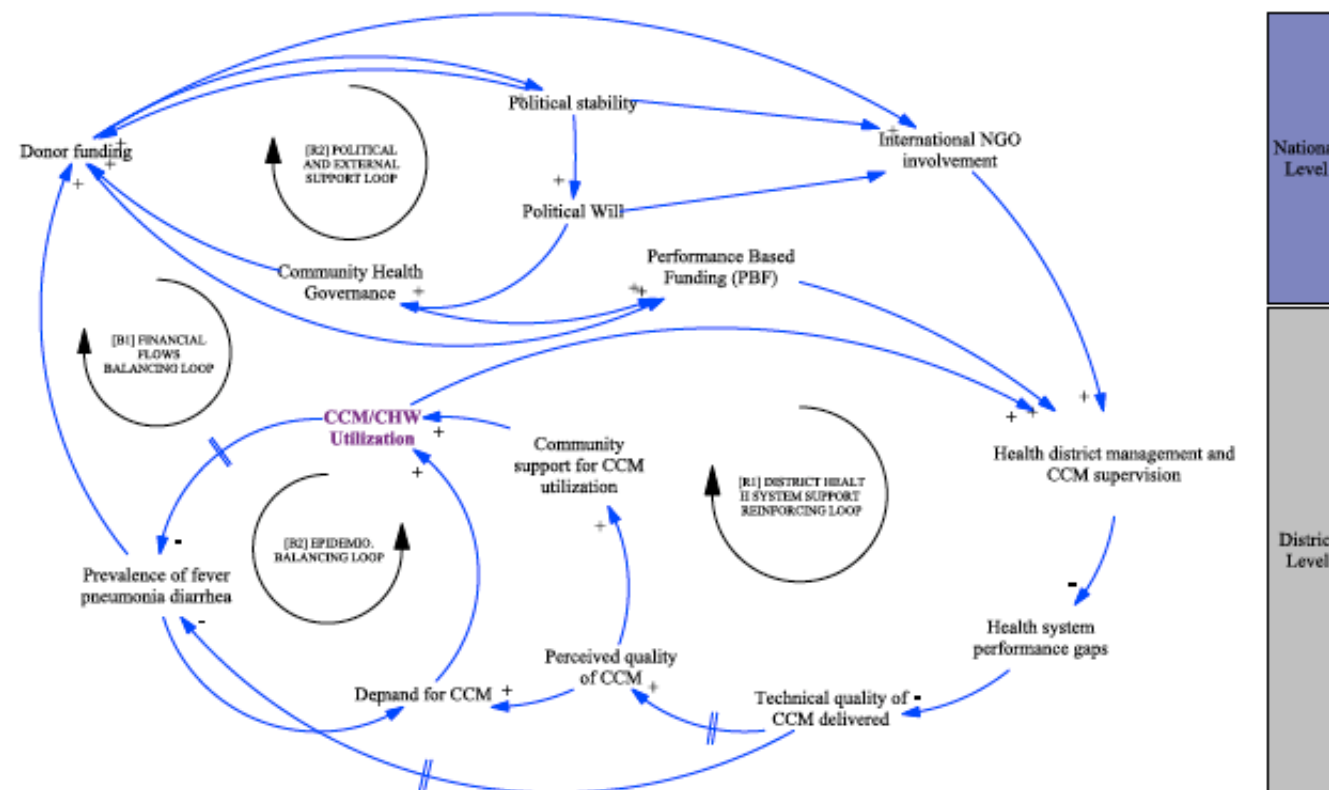 Political stability
Donor funding
International NGO
involvement
[R2] POLITICAL
AND EXTERNAL
SUPPORT LOOP
National
Level
Political Will
Community Health
Governance
Performance Based
Funding (PBF)
[B1] FINANCIAL
FLOWS
BALANCING LOOP
CCM/CHW
Utilization
Community
support for CCM
utilization
Health district management and
CCM supervision
[R1] DISTRICT HEALT
H SYSTEM SUPPORT
REINFORCING LOOP
[B2] EPIDEMIO.
BALANCING LOOP
District
Level
Prevalence of fever
pneumonia diarrhea
Health system
performance gaps
Perceived quality
of CCM
Demand for CCM
Technical quality of
CCM delivered